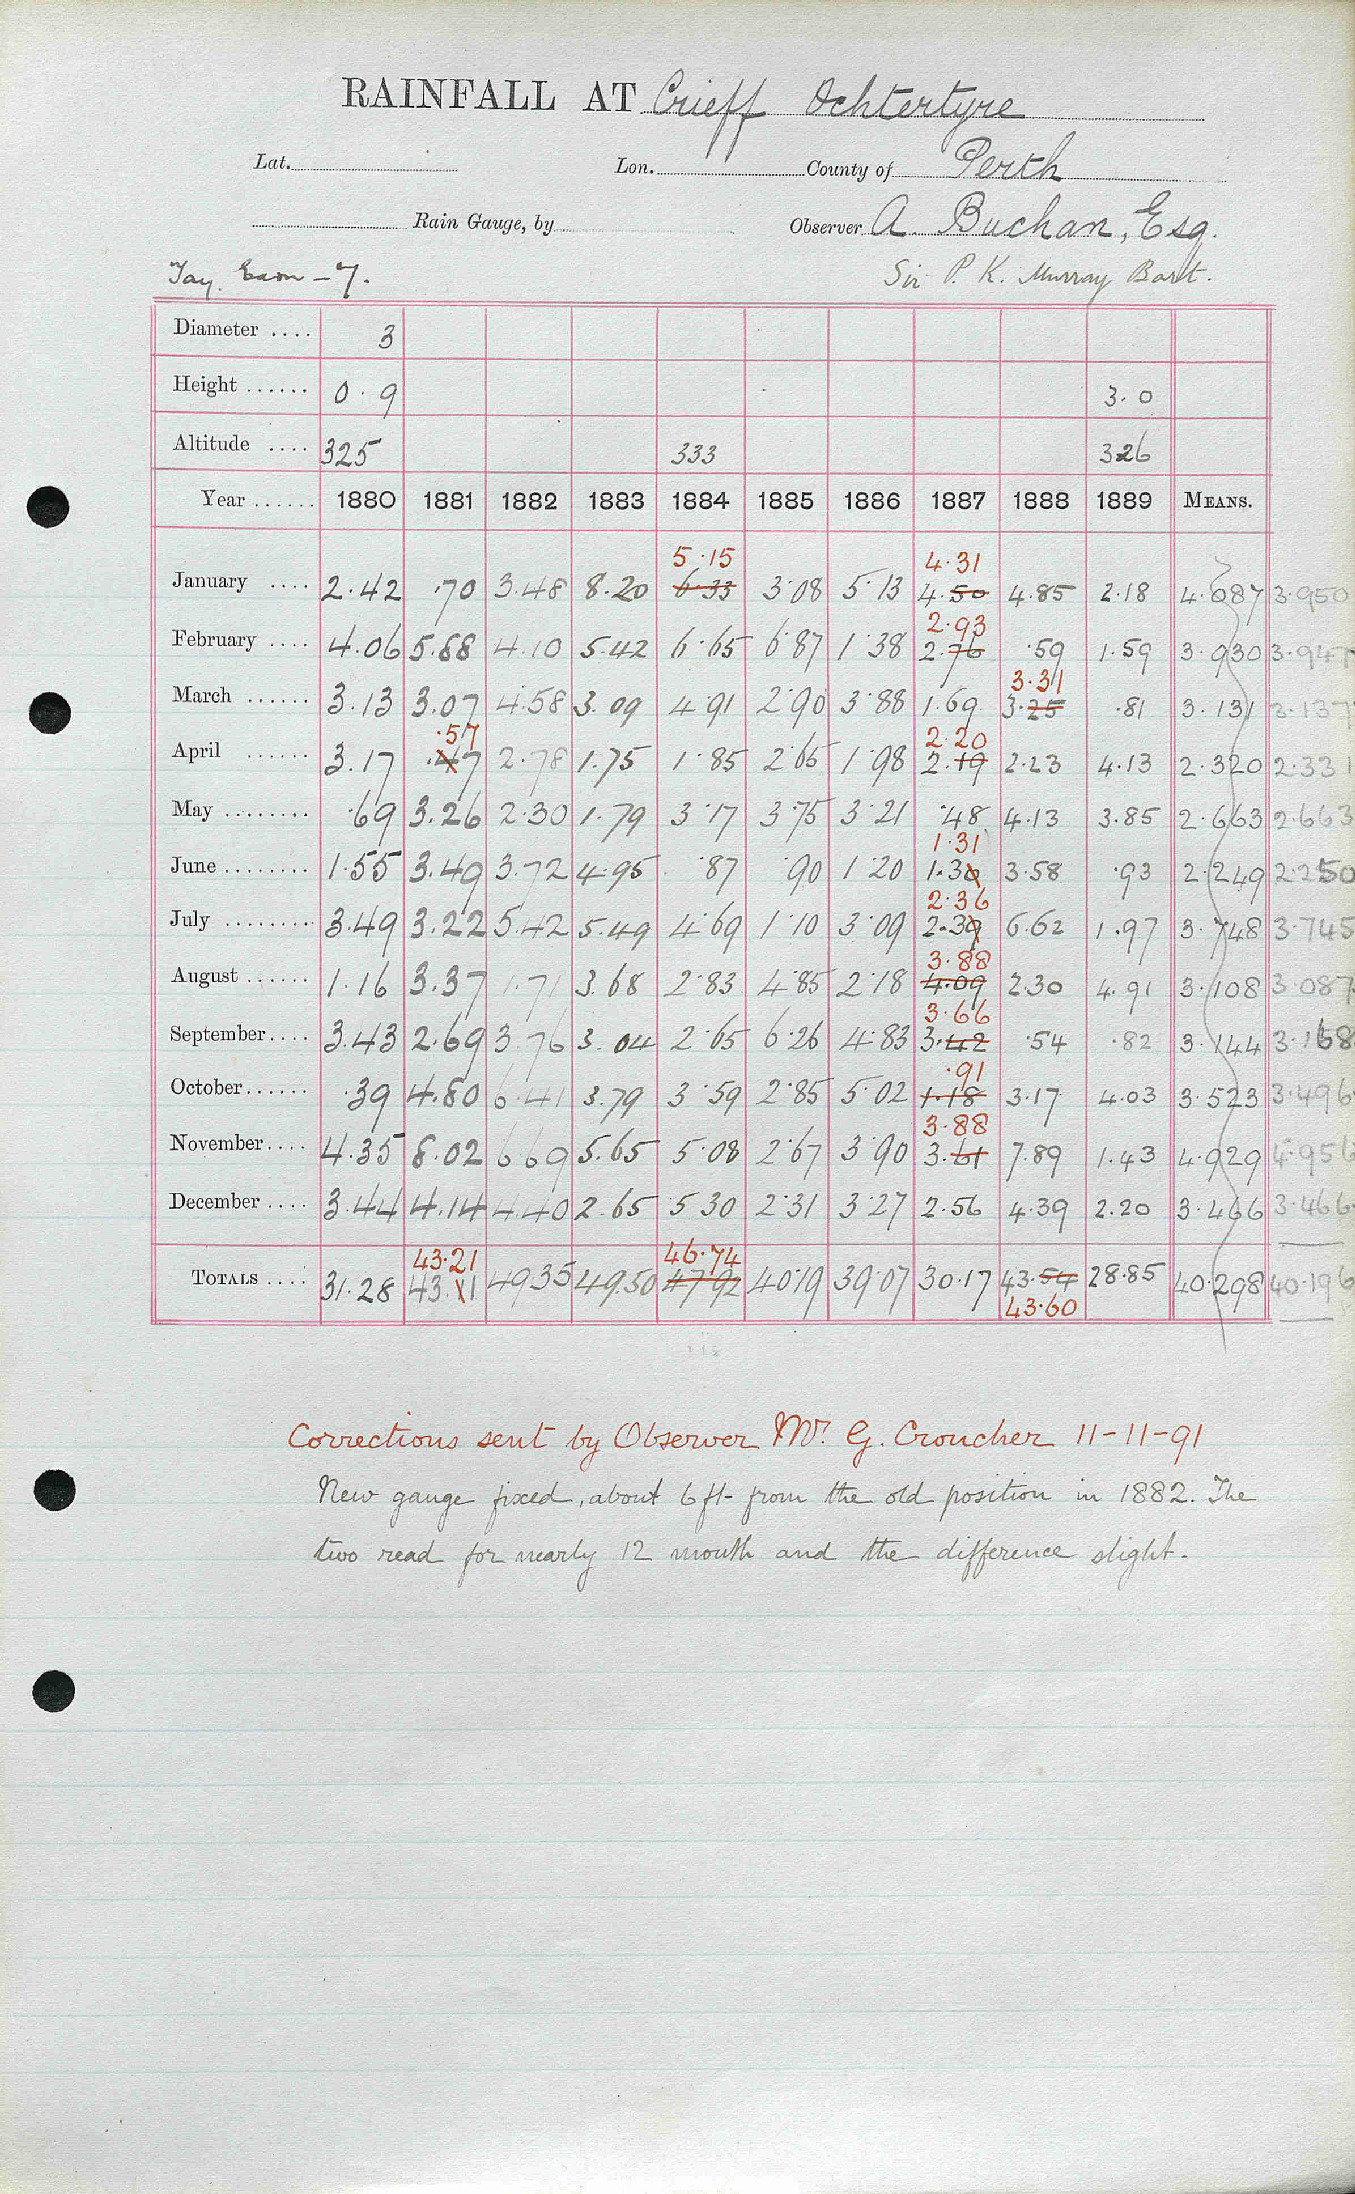 RAINFALL AT Crieff Ochtertyre
Lat. Lon. County of Perth
Rain Gauge, by Observer A Buchan, Esq.
Tay. Earn - 7. Sir P. K. Murray Bart.
Diameter .... 3
Height ...... 0.9 3.0
Altitude .... 325 333 326
Year ...... 1880 1881 1882 1883 1884 1885 1886 1887 1888 1889 MEANS.
5.15 4.31
January .... 2.42 .70 3.48 8.20 6.33 3.08 5.13 4.50 4.85 2.18 4.087 3.950
2.93
February .... 4.06 5.68 4.10 5.42 6.65 6.87 1.38 2.76 .59 1.59 3.930 3.947
3.31
March ...... 3.13 3.07 4.58 3.09 4.91 2.90 3.88 1.69 3.25 .81 3.131 3.137
.57 2.20
April ...... 3.17 .47 2.78 1.75 1.85 2.65 1.98 2.19 2.23 4.13 2.320 2.331
May ........ .69 3.26 2.30 1.79 3.17 3.75 3.21 .48 4.13 3.85 2.663 2.663
1.31
June ........ 1.55 3.49 3.72 4.95 .87 .90 1.20 1.30 3.58 .93 2.249 2.250
2.36
July ......... 3.49 3.22 5.42 5.49 4.69 1.10 3.09 2.39 6.62 1.97 3.748 3.745
3.88
August ...... 1.16 3.37 1.71 3.68 2.83 4.85 2.18 4.09 2.30 4.91 3.108 3.087
3.66
September.... 3.43 2.69 3.76 3.04 2.65 6.26 4.83 3.42 .54 .82 3.144 3.168
.91
October...... .39 4.80 6.41 3.79 3.59 2.85 5.02 1.18 3.17 4.03 3.523 3.496
3.88
November.... 4.35 8.02 6.69 5.65 5.08 2.67 3.90 3.61 7.89 1.43 4.929 4.956
December.... 3.44 4.14 4.40 2.65 5.30 2.31 3.27 2.56 4.39 2.20 3.466 3.466
43.21 46.74
TOTALS .... 31.28 43.11 49.35 49.50 47.92 40.19 39.07 30.17 43.54 28.85 40.298 40.196
43.60
Corrections sent by Observer Mr. G. Croucher 11-11-91
New gauge fixed, about 6 ft- from the old position in 1882. The
two read for nearly 12 month and the difference slight.